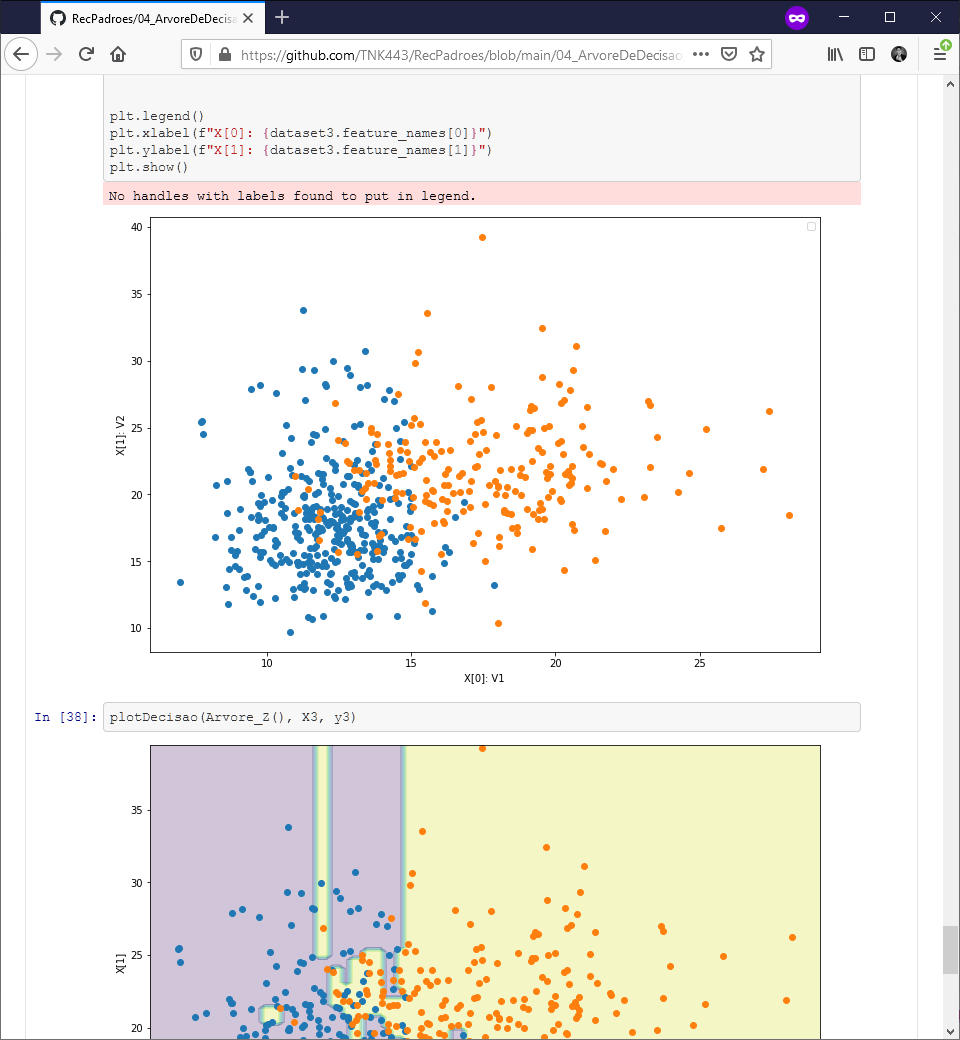 RecPadroes/04_ArvoreDeDecisa
https://github.com/TNK443/RecPadroes/blob/main/04_ArvoreDeDecisao
plt.legend()
plt.xlabel(f"X[0]: {dataset3.feature_names[0]}")
plt.ylabel(f"X[1]: {dataset3.feature_names[1]}")
plt.show()
No handles with labels found to put in legend.
40
35
30
25
20
15
10
X[1]: V2
10 15 20 25
X[0]: V1
In [38]: plotDecisao(Arvore_Z(), X3, y3)
35
30
25
20
X[1]